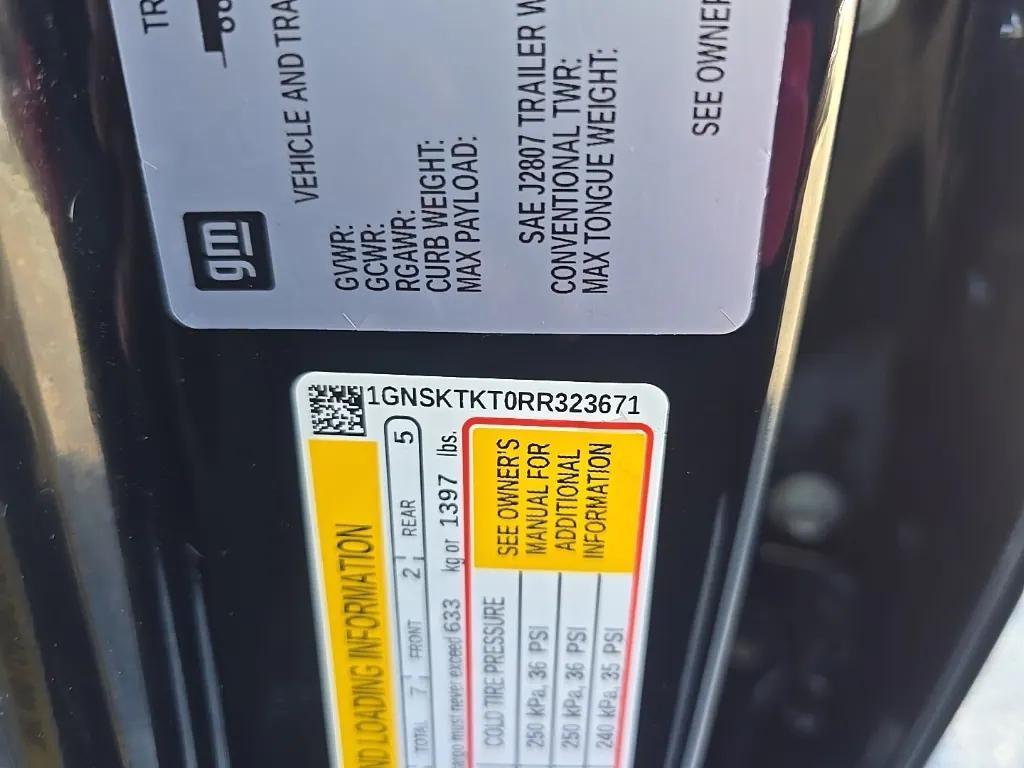 TR
VEHICLE AND TRA
gm
GVWR:
GCWR:
RGAWR:
CURB WEIGHT:
MAX PAYLOAD:
SAE J2807 TRAILER W
CONVENTIONAL TWR:
MAX TONGUE WEIGHT:
SEE OWNER
1GNSKTKT0RR323671
ND LOADING INFORMATION
TOTAL 7 FRONT 2 REAR 5
argo must never exceed 633 kg or 1397 lbs.
COLD TIRE PRESSURE
250 kPa, 36 PSI
250 kPa, 36 PSI
240 kPa, 35 PSI
SEE OWNER'S
MANUAL FOR
ADDITIONAL
INFORMATION